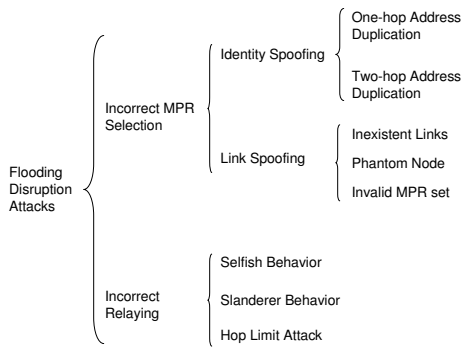 Flooding
Disruption
Attacks
Incorrect MPR
Selection
Identity Spoofing
One-hop Address
Duplication
Two-hop Address
Duplication
Link Spoofing
Inexistent Links
Phantom Node
Invalid MPR set
Incorrect
Relaying
Selfish Behavior
Slanderer Behavior
Hop Limit Attack